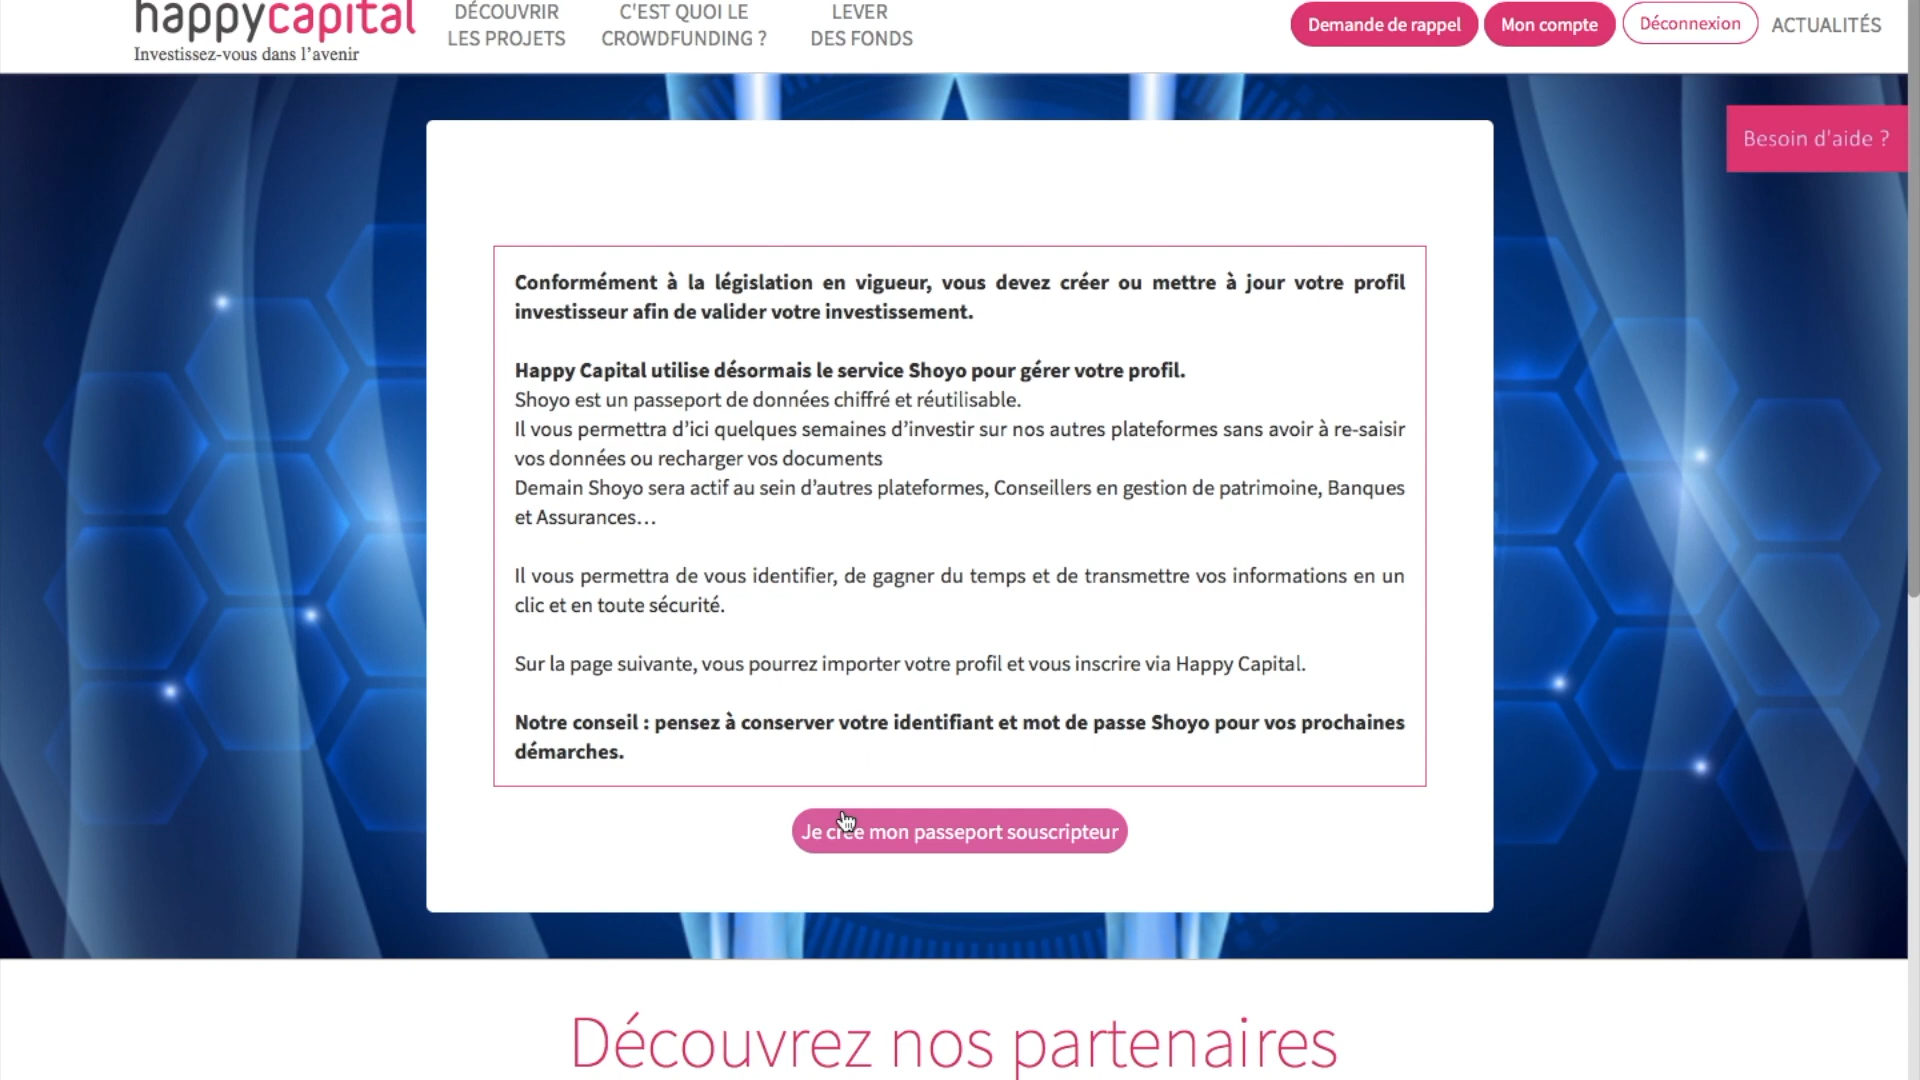 happycapital
Investissez-vous dans l'avenir
DÉCOUVRIR
LES PROJETS
C'EST QUOI LE
CROWDFUNDING ?
LEVER
DES FONDS
Demande de rappel
Mon compte
Déconnexion
ACTUALITÉS
Besoin d'aide ?
Conformément à la législation en vigueur, vous devez créer ou mettre à jour votre profil
investisseur afin de valider votre investissement.
Happy Capital utilise désormais le service Shoyo pour gérer votre profil.
Shoyo est un passeport de données chiffré et réutilisable.
Il vous permettra d’ici quelques semaines d’investir sur nos autres plateformes sans avoir à re-saisir
vos données ou recharger vos documents
Demain Shoyo sera actif au sein d’autres plateformes, Conseillers en gestion de patrimoine, Banques
et Assurances…
Il vous permettra de vous identifier, de gagner du temps et de transmettre vos informations en un
clic et en toute sécurité.
Sur la page suivante, vous pourrez importer votre profil et vous inscrire via Happy Capital.
Notre conseil : pensez à conserver votre identifiant et mot de passe Shoyo pour vos prochaines
démarches.
Je crée mon passeport souscripteur
Découvrez nos partenaires